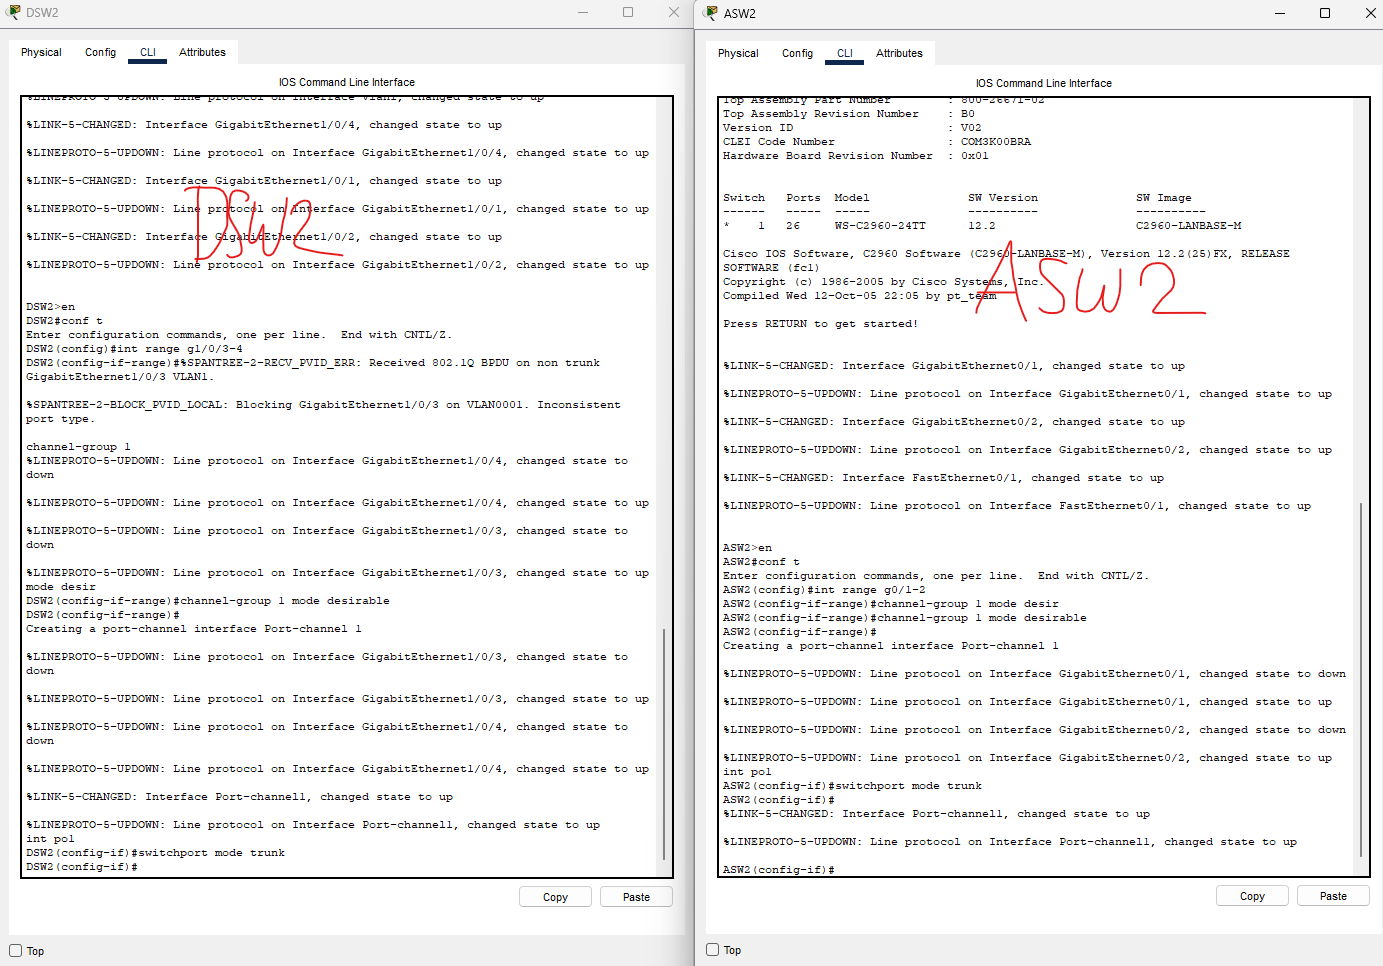 DSW2
Physical Config CLI Attributes
IOS Command Line Interface
%LINEPROTO-5-UPDOWN: Line protocol on Interface Vlan1, changed state to up
%LINK-5-CHANGED: Interface GigabitEthernet1/0/4, changed state to up
%LINEPROTO-5-UPDOWN: Line protocol on Interface GigabitEthernet1/0/4, changed state to up
%LINK-5-CHANGED: Interface GigabitEthernet1/0/1, changed state to up
%LINEPROTO-5-UPDOWN: Line protocol on Interface GigabitEthernet1/0/1, changed state to up
%LINK-5-CHANGED: Interface GigabitEthernet1/0/2, changed state to up
%LINEPROTO-5-UPDOWN: Line protocol on Interface GigabitEthernet1/0/2, changed state to up
DSW2
DSW2>en
DSW2#conf t
Enter configuration commands, one per line.  End with CNTL/Z.
DSW2(config)#int range g1/0/3-4
DSW2(config-if-range)#%SPANTREE-2-RECV_PVID_ERR: Received 802.1Q BPDU on non trunk
GigabitEthernet1/0/3 VLAN1.
%SPANTREE-2-BLOCK_PVID_LOCAL: Blocking GigabitEthernet1/0/3 on VLAN0001. Inconsistent
port type.
channel-group 1
%LINEPROTO-5-UPDOWN: Line protocol on Interface GigabitEthernet1/0/4, changed state to
down
%LINEPROTO-5-UPDOWN: Line protocol on Interface GigabitEthernet1/0/4, changed state to up
%LINEPROTO-5-UPDOWN: Line protocol on Interface GigabitEthernet1/0/3, changed state to
down
%LINEPROTO-5-UPDOWN: Line protocol on Interface GigabitEthernet1/0/3, changed state to up
mode desir
DSW2(config-if-range)#channel-group 1 mode desirable
DSW2(config-if-range)#
Creating a port-channel interface Port-channel 1
%LINEPROTO-5-UPDOWN: Line protocol on Interface GigabitEthernet1/0/3, changed state to
down
%LINEPROTO-5-UPDOWN: Line protocol on Interface GigabitEthernet1/0/3, changed state to up
%LINEPROTO-5-UPDOWN: Line protocol on Interface GigabitEthernet1/0/4, changed state to
down
%LINEPROTO-5-UPDOWN: Line protocol on Interface GigabitEthernet1/0/4, changed state to up
%LINK-5-CHANGED: Interface Port-channel1, changed state to up
%LINEPROTO-5-UPDOWN: Line protocol on Interface Port-channel1, changed state to up
int po1
DSW2(config-if)#switchport mode trunk
DSW2(config-if)#
Copy Paste
Top
ASW2
Physical Config CLI Attributes
IOS Command Line Interface
Top Assembly Part Number : 800-26671-02
Top Assembly Revision Number : B0
Version ID : V02
CLEI Code Number : COM3K00BRA
Hardware Board Revision Number : 0x01
Switch Ports Model SW Version SW Image
------ ----- ----- ---------- ----------
* 1 26 WS-C2960-24TT 12.2 C2960-LANBASE-M
Cisco IOS Software, C2960 Software (C2960-LANBASE-M), Version 12.2(25)FX, RELEASE
SOFTWARE (fc1)
Copyright (c) 1986-2005 by Cisco Systems, Inc.
Compiled Wed 12-Oct-05 22:05 by pt_team
ASW2
Press RETURN to get started!
%LINK-5-CHANGED: Interface GigabitEthernet0/1, changed state to up
%LINEPROTO-5-UPDOWN: Line protocol on Interface GigabitEthernet0/1, changed state to up
%LINK-5-CHANGED: Interface GigabitEthernet0/2, changed state to up
%LINEPROTO-5-UPDOWN: Line protocol on Interface GigabitEthernet0/2, changed state to up
%LINK-5-CHANGED: Interface FastEthernet0/1, changed state to up
%LINEPROTO-5-UPDOWN: Line protocol on Interface FastEthernet0/1, changed state to up
ASW2>en
ASW2#conf t
Enter configuration commands, one per line.  End with CNTL/Z.
ASW2(config)#int range g0/1-2
ASW2(config-if-range)#channel-group 1 mode desir
ASW2(config-if-range)#channel-group 1 mode desirable
ASW2(config-if-range)#
Creating a port-channel interface Port-channel 1
%LINEPROTO-5-UPDOWN: Line protocol on Interface GigabitEthernet0/1, changed state to down
%LINEPROTO-5-UPDOWN: Line protocol on Interface GigabitEthernet0/1, changed state to up
%LINEPROTO-5-UPDOWN: Line protocol on Interface GigabitEthernet0/2, changed state to down
%LINEPROTO-5-UPDOWN: Line protocol on Interface GigabitEthernet0/2, changed state to up
int po1
ASW2(config-if)#switchport mode trunk
ASW2(config-if)#
%LINK-5-CHANGED: Interface Port-channel1, changed state to up
%LINEPROTO-5-UPDOWN: Line protocol on Interface Port-channel1, changed state to up
ASW2(config-if)#
Copy Paste
Top